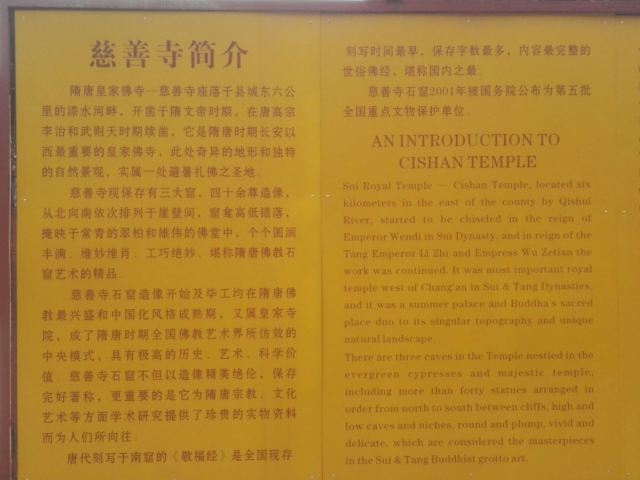 慈善寺简介
隋唐皇家佛寺—慈善寺座落于县城东六公
里的漆水河畔，开凿于隋文帝时期，在唐高宗
李治和武则天时期续凿，它是隋唐时期长安以
西最重要的皇家佛寺，此处奇异的地形和独特
的自然景观，实属一处避暑礼佛之圣地。
慈善寺现保存有三大窟，四十余尊造像，
从北向南依次排列于崖壁间，窟龛高低错落，
掩映于常青的翠柏和雄伟的佛堂中，个个圆润
丰满、维妙维肖、工巧绝妙、堪称隋唐佛教石
窟艺术的精品。
慈善寺石窟造像开始及毕工均在隋唐佛
教最兴盛和中国化风格成熟期，又属皇家寺
院，成了隋唐时期全国佛教艺术界所仿效的
中央模式，具有极高的历史、艺术、科学价
值。慈善寺石窟不但以造像精美绝伦，保存
完好著称，更重要的是它为隋唐宗教、文化
艺术等方面学术研究提供了珍贵的实物资料
而为人们所向往。
唐代刻写于南窟的《敬福经》是全国现存
刻写时间最早，保存字数最多，内容最完整的
世俗佛经，堪称国内之最。
慈善寺石窟2001年被国务院公布为第五批
全国重点文物保护单位。
AN INTRODUCTION TO
CISHAN TEMPLE
Sui Royal Temple — Cishan Temple, located six
kilometers in the east of the county by Qishui
River, started to be chiseled in the reign of
Emperor Wendi in Sui Dynasty, and in reign of the
Tang Emperor Li Zhi and Empress Wu Zetian the
work was continued. It was most important royal
temple west of Chang'an in Sui & Tang Dynasties,
and it was a summer palace and Buddha's sacred
place due to its singular topography and unique
natural landscape.
There are three caves in the Temple nestled in the
evergreen cypresses and majestic temple,
including more than forty statues arranged in
order from north to south between cliffs, high and
low caves and niches, round and plump, vivid and
delicate, which are considered the masterpieces
in the Sui & Tang Buddhist grotto art.